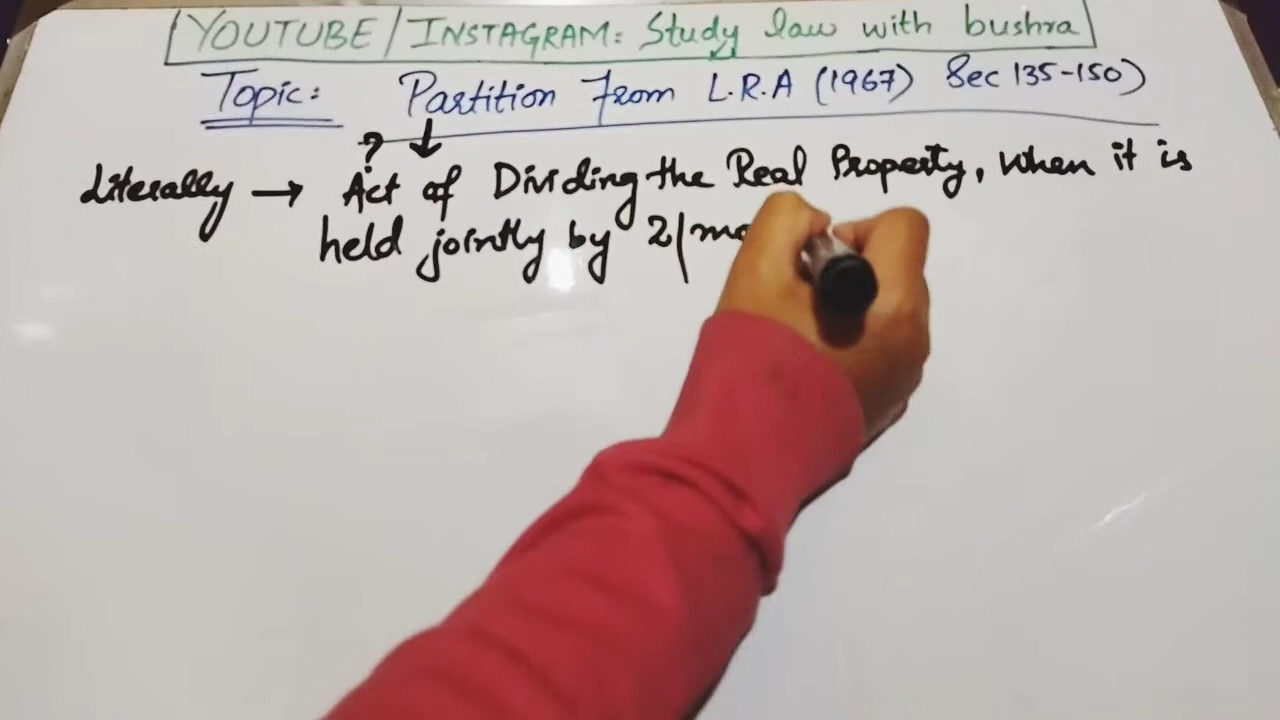 YOUTUBE/INSTAGRAM: Study law with bushra
Topic: Partition From L.R.A (1967) Sec 135-150)
?
Literally → Act of Dividing the Real Property, when it is
held jointly by 2/mo